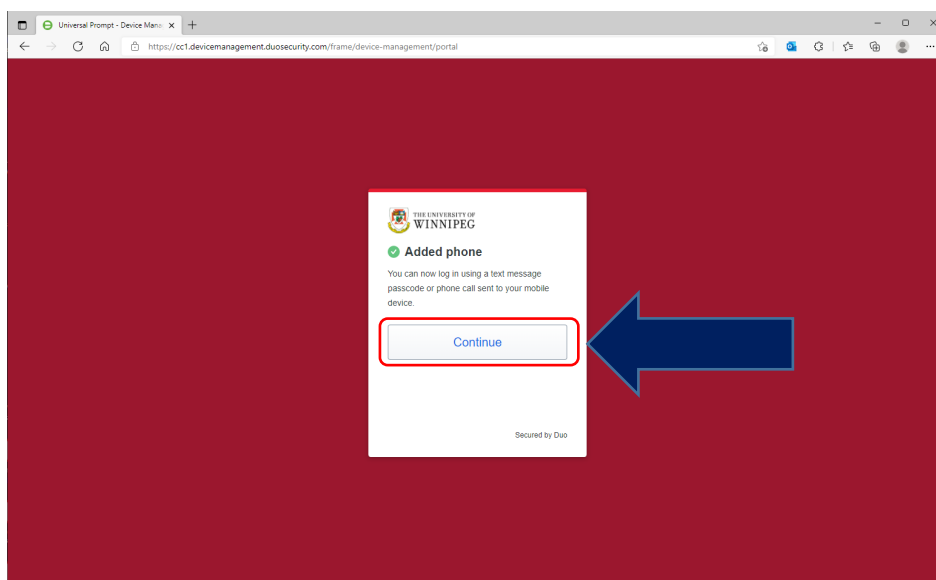 Universal Prompt - Device Mana
https://cc1.devicemanagement.duosecurity.com/frame/device-management/portal
THE UNIVERSITY OF
WINNIPEG
Added phone
You can now log in using a text message
passcode or phone call sent to your mobile
device.
Continue
Secured by Duo